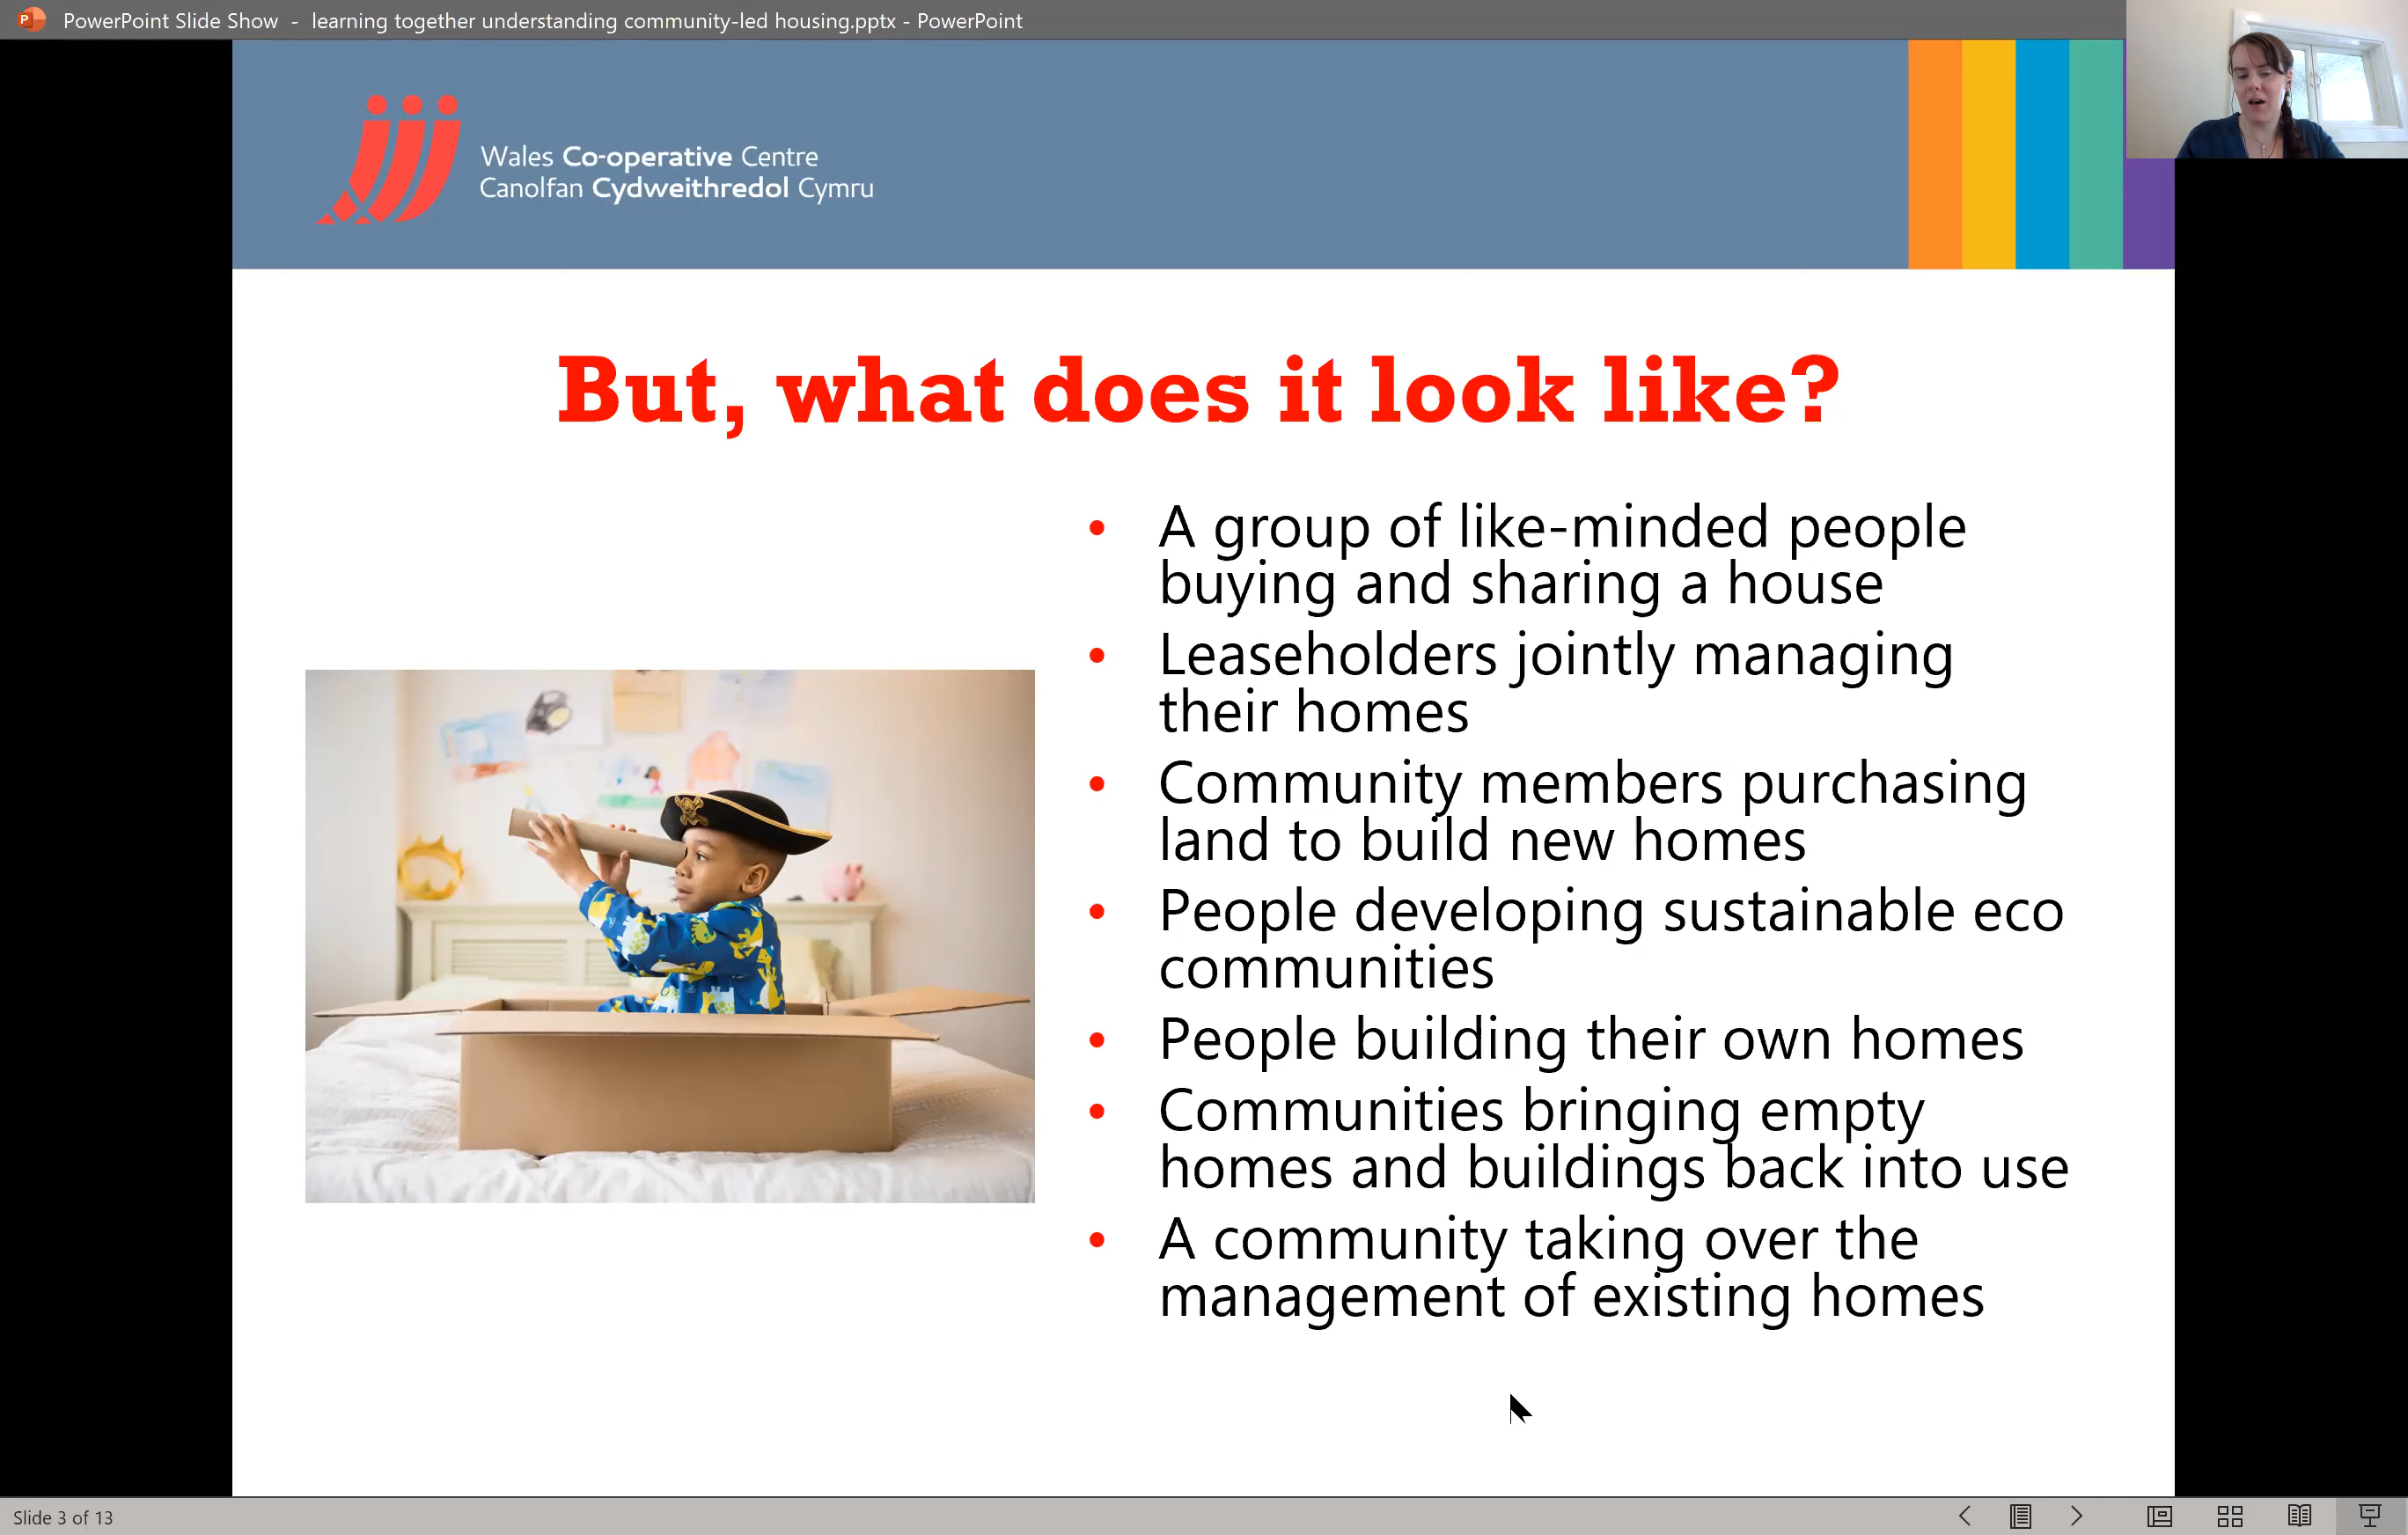 PowerPoint Slide Show - learning together understanding community-led housing.pptx - PowerPoint
Wales Co-operative Centre
Canolfan Cydweithredol Cymru
But, what does it look like?
• A group of like-minded people
buying and sharing a house
• Leaseholders jointly managing
their homes
• Community members purchasing
land to build new homes
• People developing sustainable eco
communities
• People building their own homes
• Communities bringing empty
homes and buildings back into use
• A community taking over the
management of existing homes
Slide 3 of 13